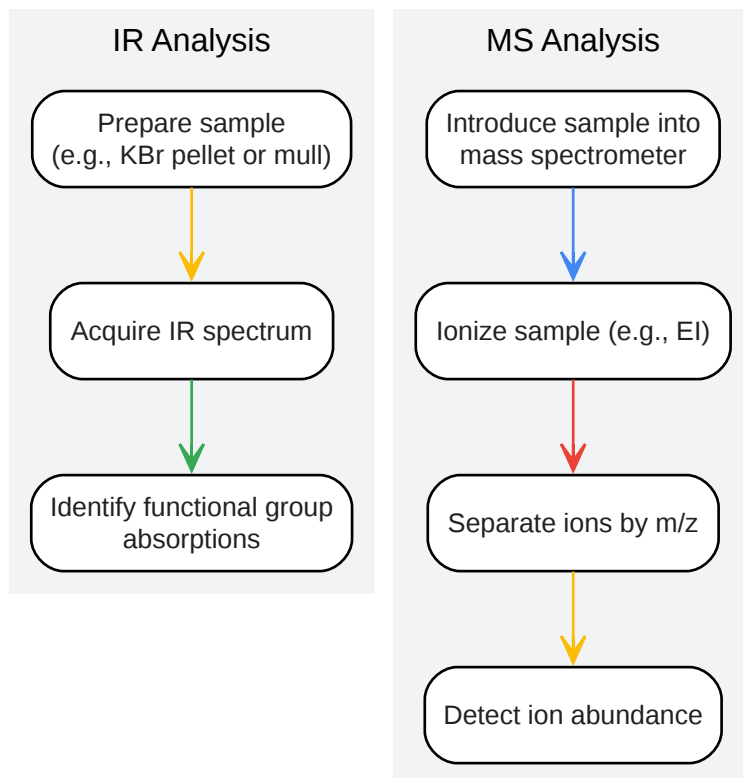 IR Analysis
Prepare sample
(e.g., KBr pellet or mull)
Acquire IR spectrum
Identify functional group
absorptions
MS Analysis
Introduce sample into
mass spectrometer
Ionize sample (e.g., EI)
Separate ions by m/z
Detect ion abundance